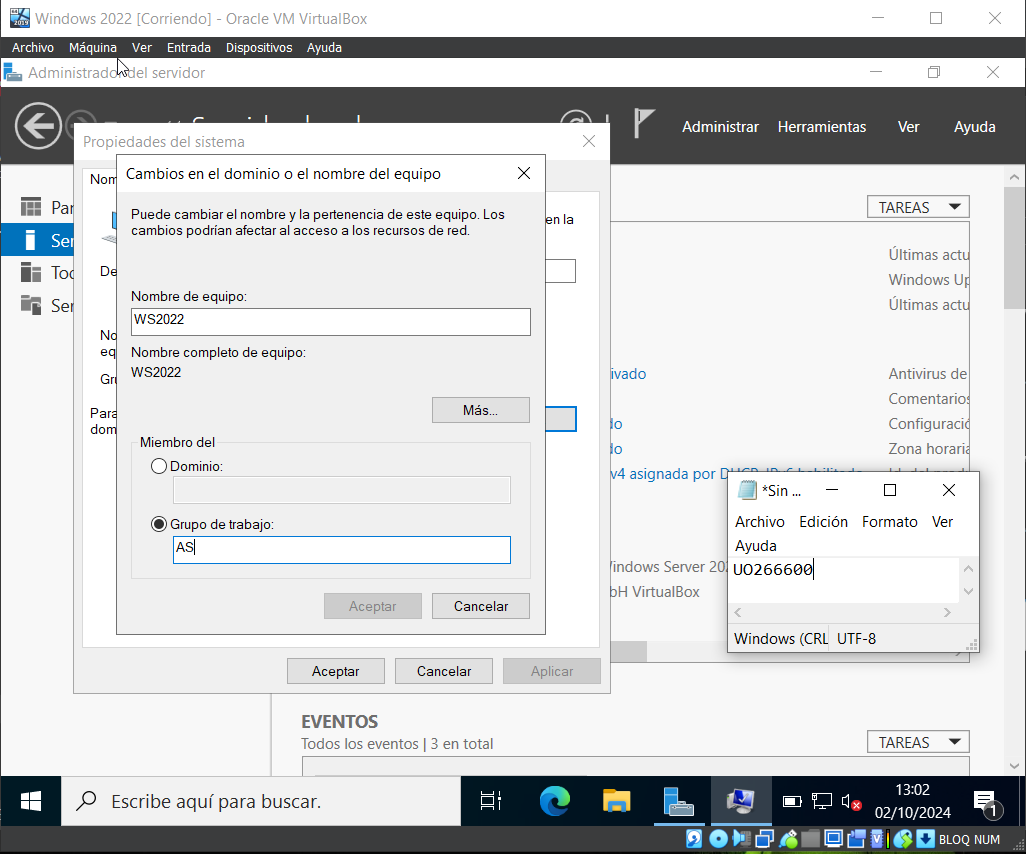 Windows 2022 [Corriendo] - Oracle VM VirtualBox
Archivo Máquina Ver Entrada Dispositivos Ayuda
Administrador del servidor
Administrar Herramientas Ver Ayuda
Propiedades del sistema
Nom
Cambios en el dominio o el nombre del equipo
Puede cambiar el nombre y la pertenencia de este equipo. Los
cambios podrían afectar al acceso a los recursos de red.
en la
TAREAS
Par
Ser
Too
Ser
De
Últimas actu
Windows Up
Últimas actu
Nombre de equipo:
WS2022
No
eq
Nombre completo de equipo:
WS2022
Gru
ivado
Antivirus de
Comentarios
Más...
Para
dom
do
Configuració
do
Zona horaria
Miembro del
Dominio:
v4 asignada por
Grupo de trabajo:
AS
*Sin ...
Archivo Edición Formato Ver
Ayuda
UO266600
Windows (CRL UTF-8
Windows Server 202
bH VirtualBox
Aceptar Cancelar
Aceptar Cancelar Aplicar
EVENTOS
Todos los eventos | 3 en total
TAREAS
Escribe aquí para buscar.
13:02
02/10/2024
1
BLOQ NUM